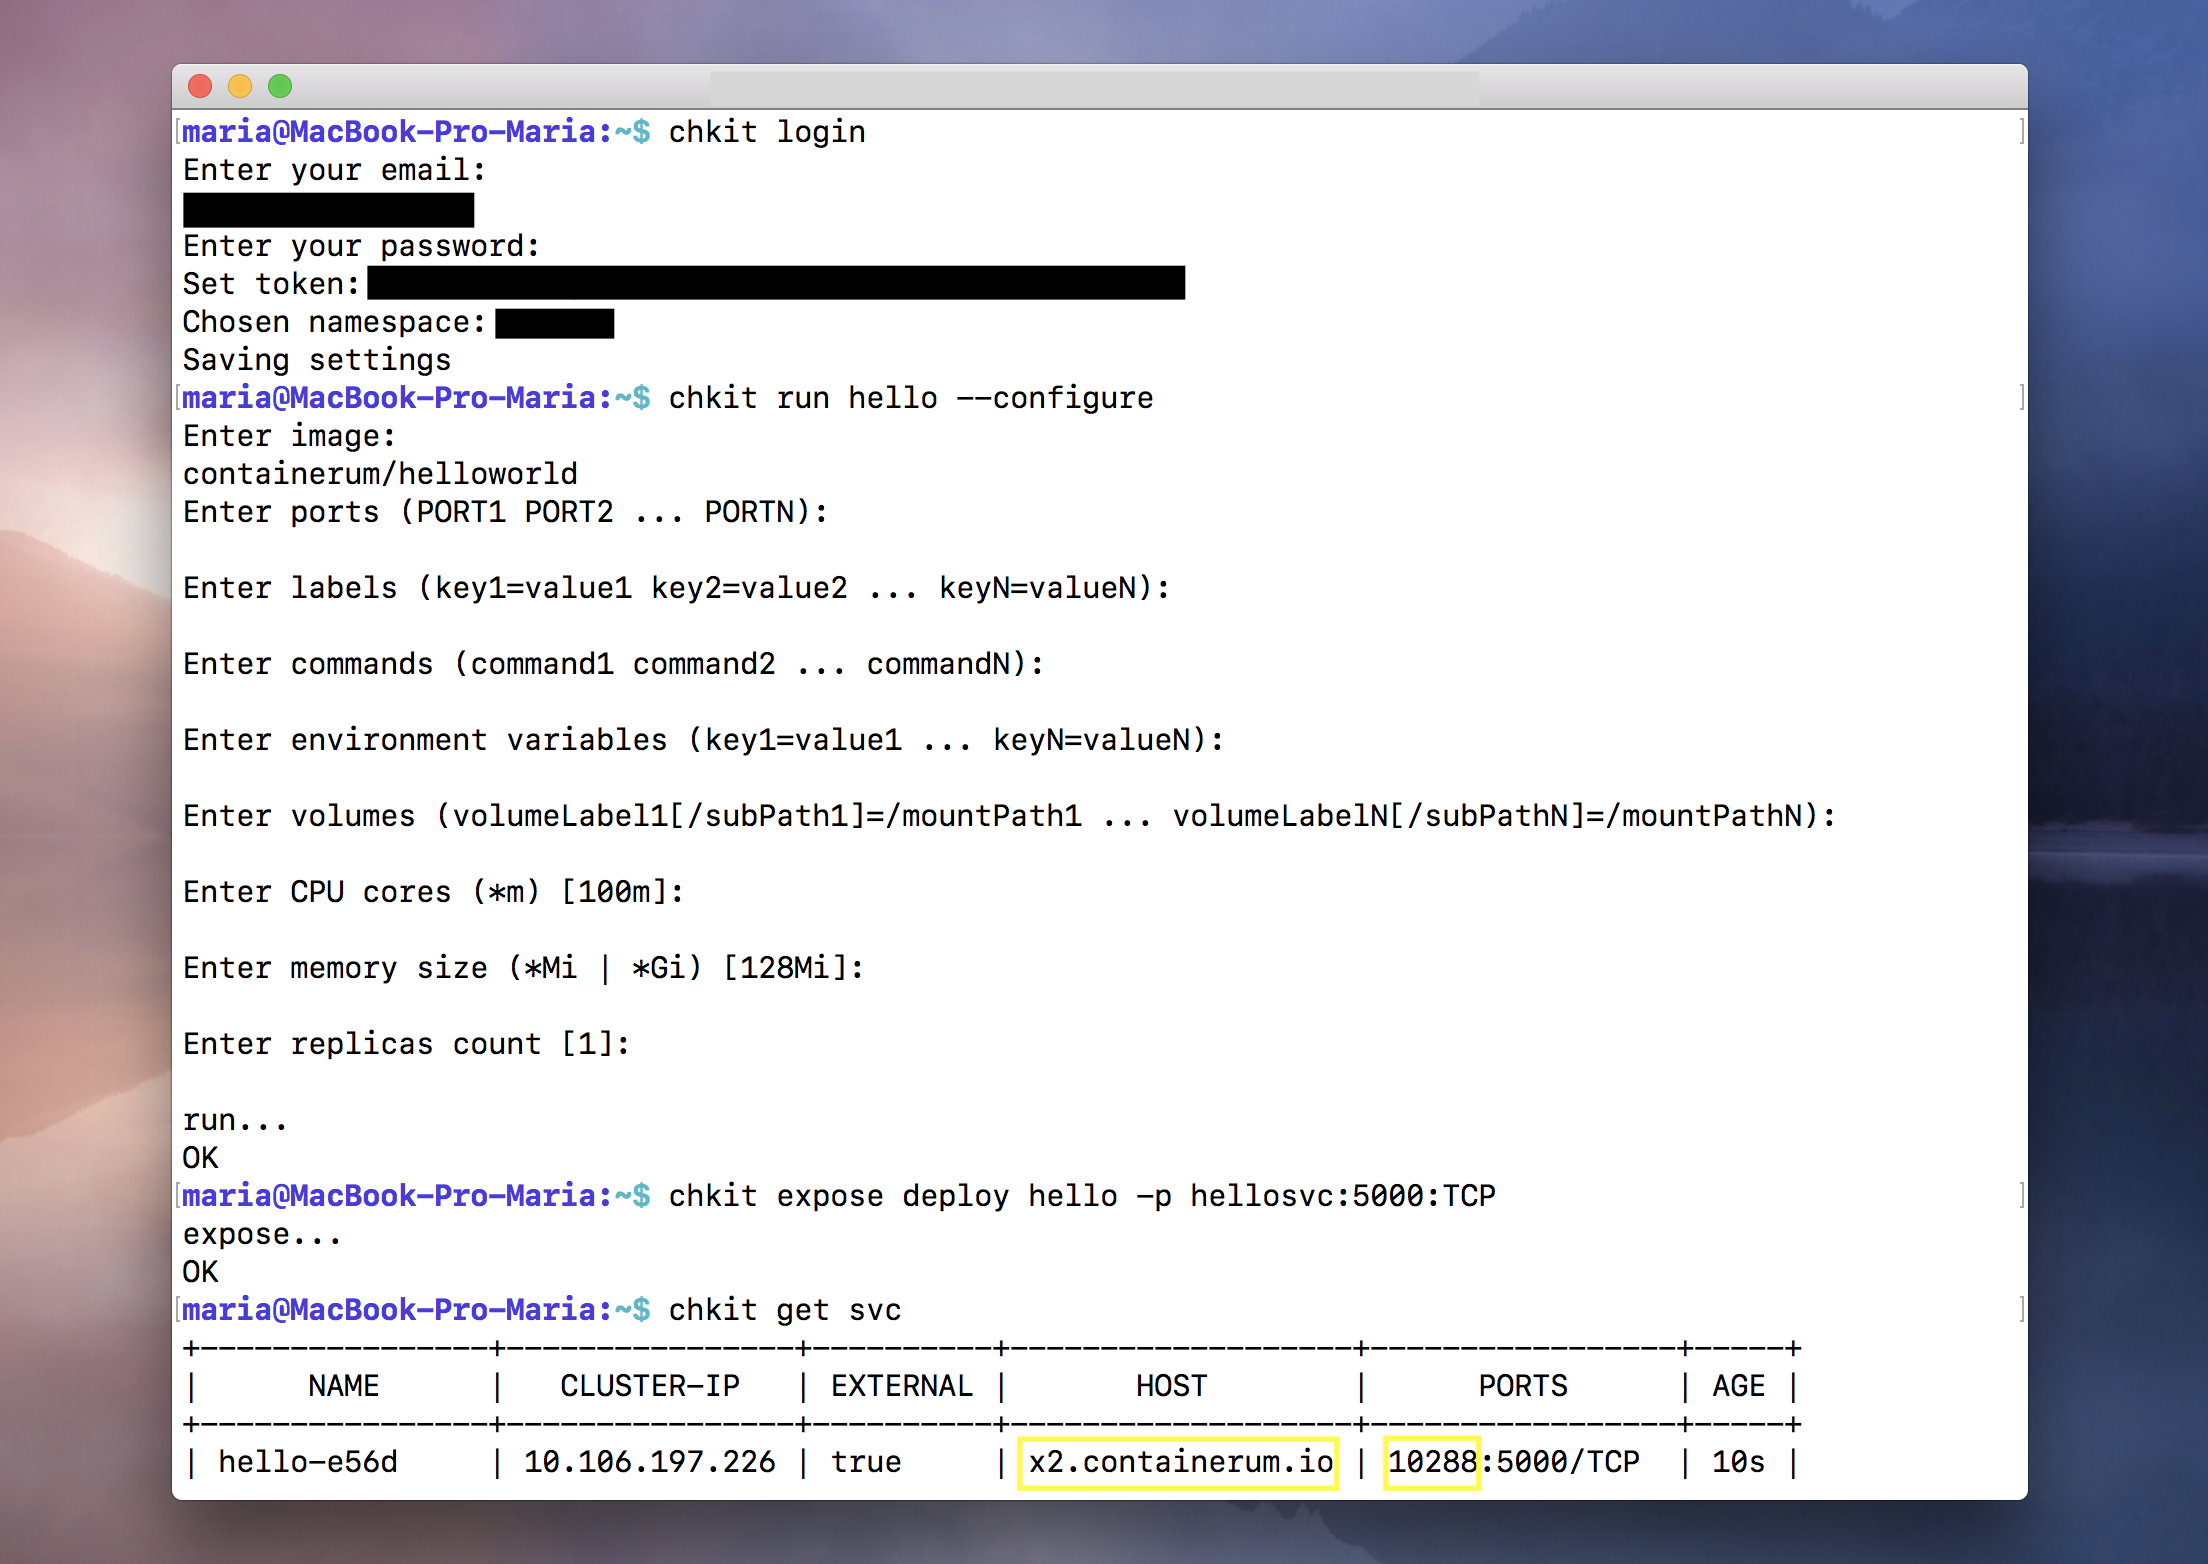 maria@MacBook-Pro-Maria:~$ chkit login
Enter your email:
Enter your password:
Set token:
Chosen namespace:
Saving settings
maria@MacBook-Pro-Maria:~$ chkit run hello --configure
Enter image:
containerum/helloworld
Enter ports (PORT1 PORT2 ... PORTN):
Enter labels (key1=value1 key2=value2 ... keyN=valueN):
Enter commands (command1 command2 ... commandN):
Enter environment variables (key1=value1 ... keyN=valueN):
Enter volumes (volumeLabel1[/subPath1]=/mountPath1 ... volumeLabelN[/subPathN]=/mountPathN):
Enter CPU cores (*m) [100m]:
Enter memory size (*Mi | *Gi) [128Mi]:
Enter replicas count [1]:
run...
OK
maria@MacBook-Pro-Maria:~$ chkit expose deploy hello -p hellosvc:5000:TCP
expose...
OK
maria@MacBook-Pro-Maria:~$ chkit get svc
+----------------+----------------+----------+-------------------+-----------------+-----+
| NAME | CLUSTER-IP | EXTERNAL | HOST | PORTS | AGE |
+----------------+----------------+----------+-------------------+-----------------+-----+
| hello-e56d | 10.106.197.226 | true | x2.containerum.io | 10288:5000/TCP | 10s |